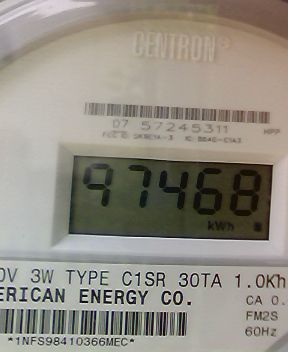 CENTRON®
07 57245311
97468
kWh
0V 3W TYPE C1SR 30TA 1.0Kh
ERICAN ENERGY CO.
CA 0.
FM2S
60Hz
*1NFS98410366MEC*